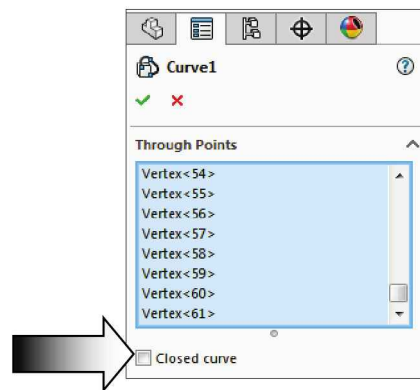 Curve1
Through Points
Vertex<54>
Vertex<55>
Vertex<56>
Vertex<57>
Vertex<58>
Vertex<59>
Vertex<60>
Vertex<61>
Closed curve